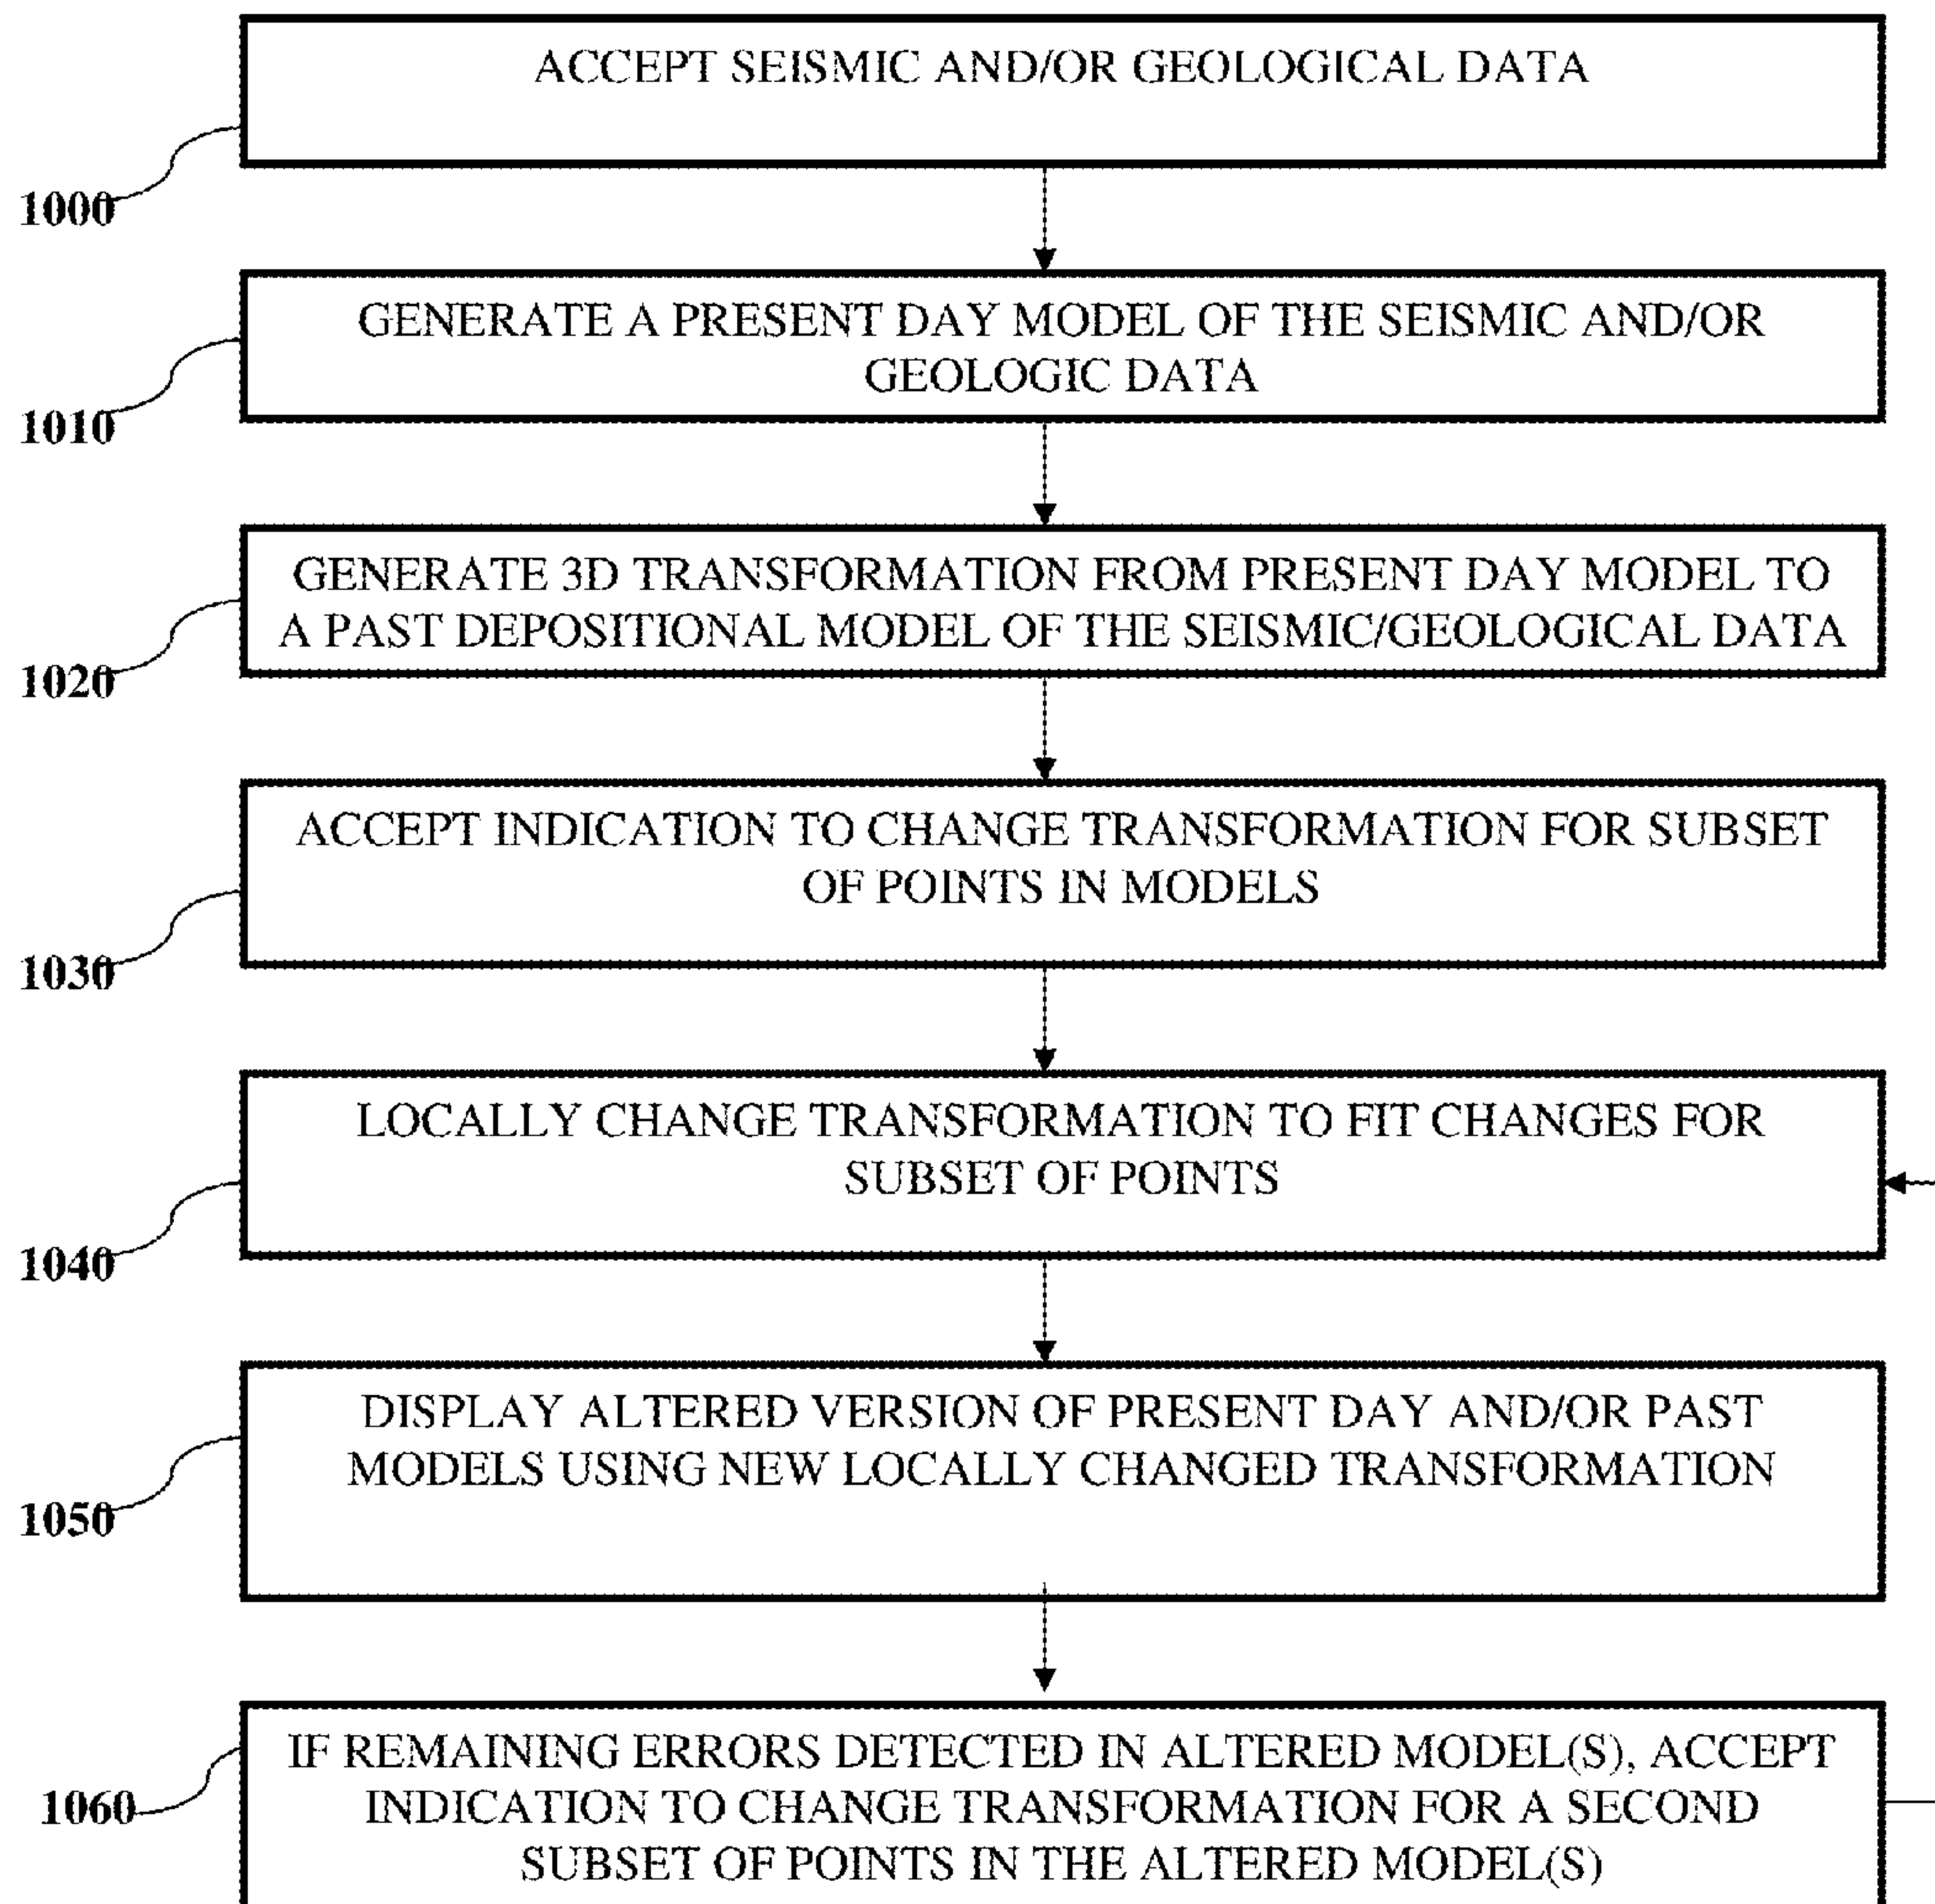 ACCEPT SEISMIC AND/OR GEOLOGICAL DATA
1000
GENERATE A PRESENT DAY MODEL OF THE SEISMIC AND/OR
GEOLOGIC DATA
1010
GENERATE 3D TRANSFORMATION FROM PRESENT DAY MODEL TO
A PAST DEPOSITIONAL MODEL OF THE SEISMIC/GEOLOGICAL DATA
1020
ACCEPT INDICATION TO CHANGE TRANSFORMATION FOR SUBSET
OF POINTS IN MODELS
1030
LOCALLY CHANGE TRANSFORMATION TO FIT CHANGES FOR
SUBSET OF POINTS
1040
DISPLAY ALTERED VERSION OF PRESENT DAY AND/OR PAST
MODELS USING NEW LOCALLY CHANGED TRANSFORMATION
1050
IF REMAINING ERRORS DETECTED IN ALTERED MODEL(S), ACCEPT
INDICATION TO CHANGE TRANSFORMATION FOR A SECOND
SUBSET OF POINTS IN THE ALTERED MODEL(S)
1060